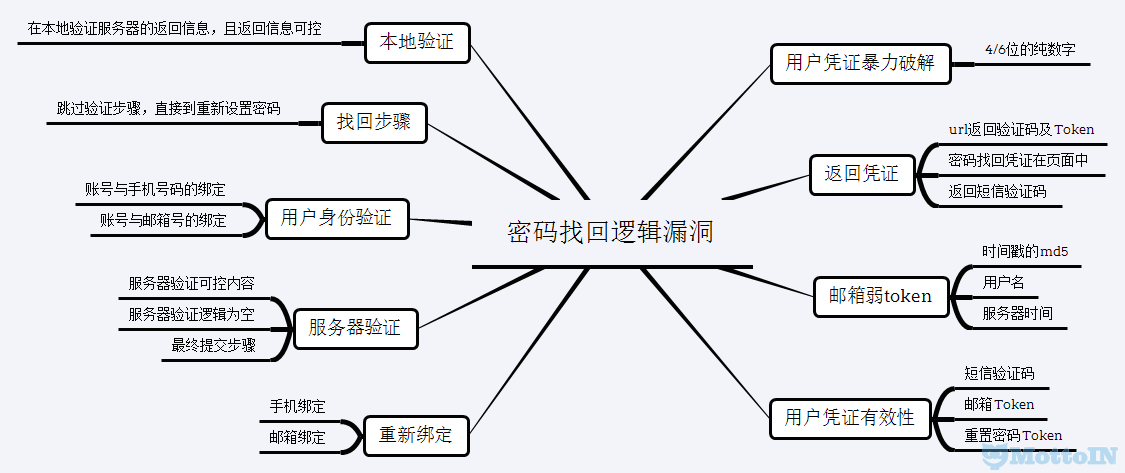 密码找回逻辑漏洞
用户凭证暴力破解
4/6位的纯数字
返回凭证
url返回验证码及Token
密码找回凭证在页面中
返回短信验证码
邮箱弱token
时间戳的md5
用户名
服务器时间
用户凭证有效性
短信验证码
邮箱Token
重置密码Token
本地验证
在本地验证服务器的返回信息，且返回信息可控
找回步骤
跳过验证步骤，直接到重新设置密码
用户身份验证
账号与手机号码的绑定
账号与邮箱号的绑定
服务器验证
服务器验证可控内容
服务器验证逻辑为空
最终提交步骤
重新绑定
手机绑定
邮箱绑定
MottoIN